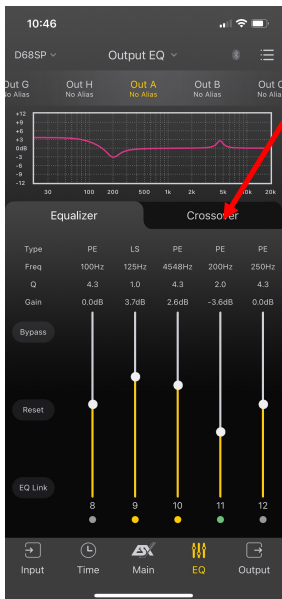 10:46
D68SP
Output EQ
Out G Out H Out A Out B Out C
No Alias No Alias No Alias No Alias No Alia
+12
+9
+6
+3
0dB
-3
-6
-9
-12
30 100 200 500 1k 2k 5k 10k 20k
Equalizer Crossover
Type PE LS PE PE PE
Freq 100Hz 125Hz 4548Hz 200Hz 250Hz
Q 4.3 1.0 4.3 2.0 4.3
Gain 0.0dB 3.7dB 2.6dB -3.6dB 0.0dB
Bypass
Reset
EQ Link
8 9 10 11 12
ESX
Input Time Main EQ Output